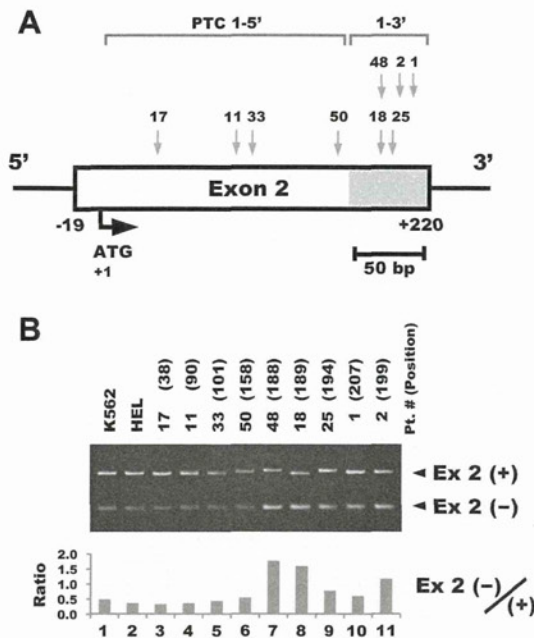 A
PTC 1-5’ 1-3’
48 2 1
17 11 33 50 18 25
5’ 3’
Exon 2
-19 +220
ATG
+1
50 bp
B
K562
HEL
17 (38)
11 (90)
33 (101)
50 (158)
48 (188)
18 (189)
25 (194)
1 (207)
2 (199)
Pt. # (Position)
Ex 2 (+)
Ex 2 (−)
Ratio
2.0
1.5
1.0
0.5
0.0
Ex 2 (−)/(+)
1 2 3 4 5 6 7 8 9 10 11